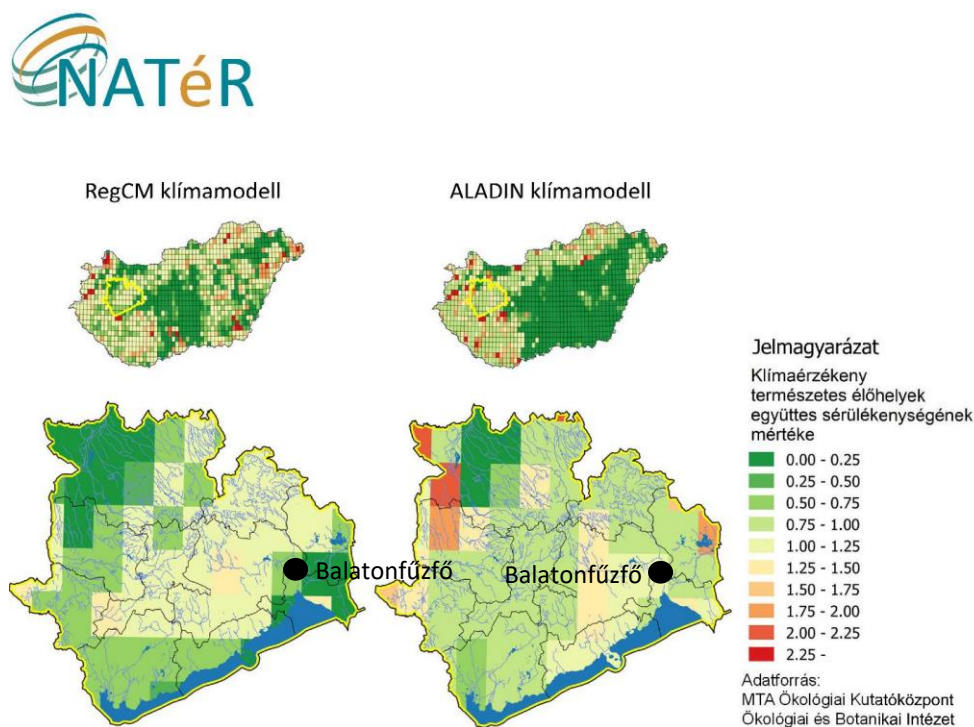 NATéR
RegCM klímamodell
ALADIN klímamodell
Balatonfűzfő
Balatonfűzfő
Jelmagyarázat
Klímaérzékeny
természetes élőhelyek
együttes sérülékenységének
mértéke
0.00 - 0.25
0.25 - 0.50
0.50 - 0.75
0.75 - 1.00
1.00 - 1.25
1.25 - 1.50
1.50 - 1.75
1.75 - 2.00
2.00 - 2.25
2.25 -
Adatforrás:
MTA Ökológiai Kutatóközpont
Ökológiai és Botanikai Intézet